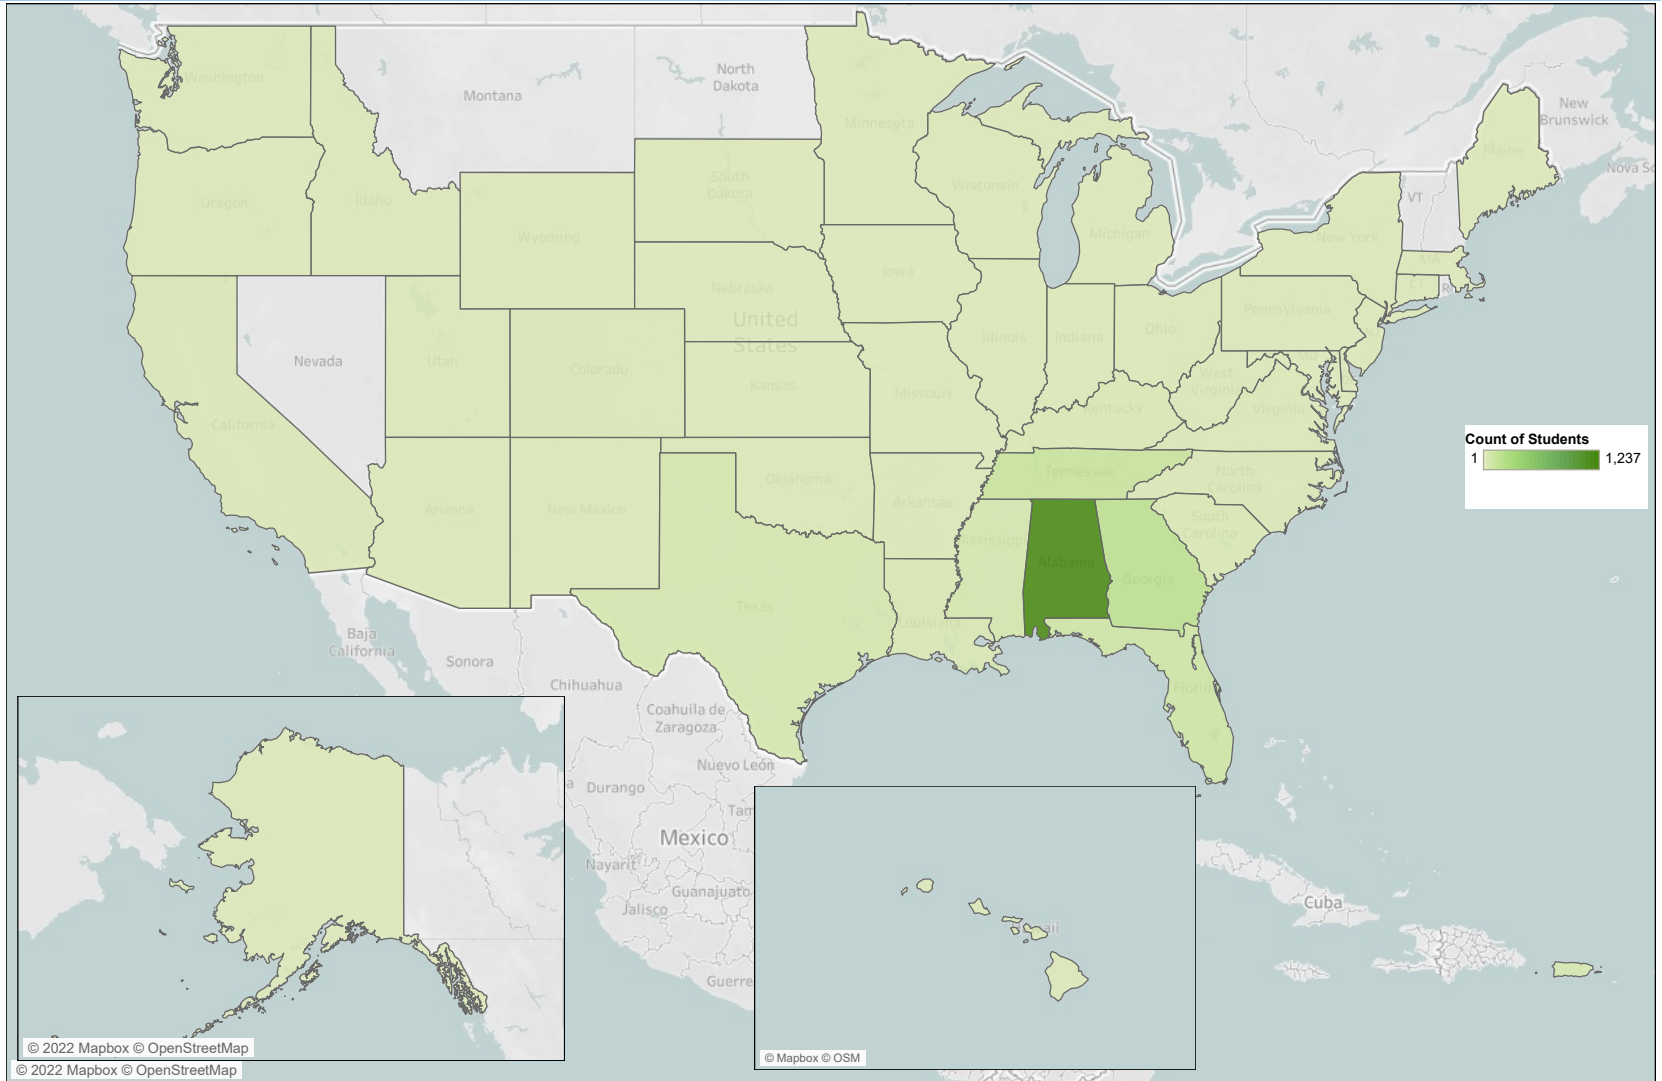 Washington
Montana
North
Dakota
Minnesota
New
Brunswick
Maine
Nova Sc
Oregon
Idaho
South
Dakota
Wisconsin
VT
Wyoming
Michigan
New York
MA
Iowa
CT
Nebraska
Pennsylvania
United
States
Nevada
Utah
Colorado
Kansas
Illinois
Indiana
Ohio
MD
West
Virginia
Missouri
Kentucky
Virginia
California
Count of Students
1
1,237
Tennessee
North
Carolina
Oklahoma
Arizona
New Mexico
Arkansas
South
Carolina
Mississippi
Alabama
Georgia
Texas
Louisiana
Baja
California
Sonora
Chihuahua
Florida
Coahuila de
Zaragoza
Nuevo León
Durango
Tam
Mexico
Nayarit
Guanajuato
Jalisco
Cuba
aii
Guerre
© 2022 Mapbox © OpenStreetMap
© Mapbox © OSM
© 2022 Mapbox © OpenStreetMap